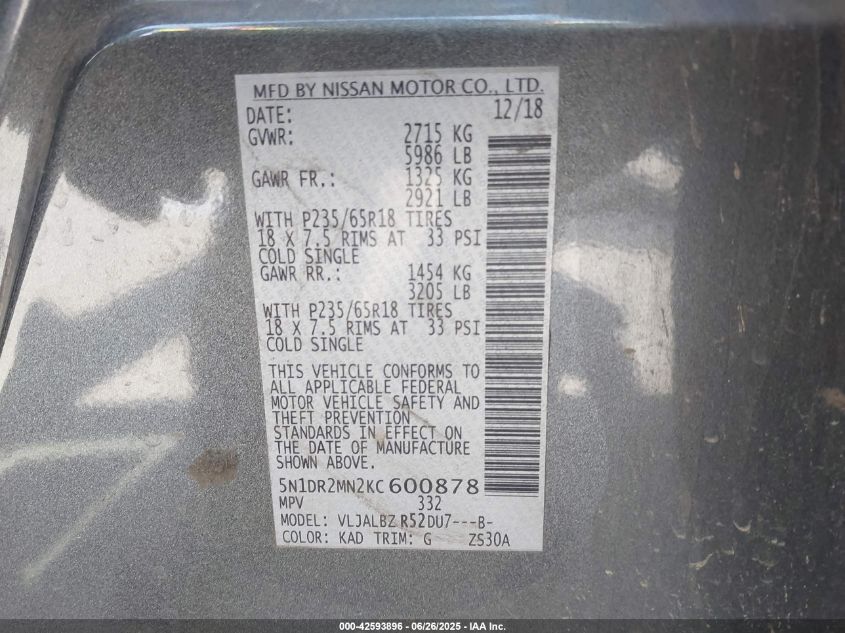 MFD BY NISSAN MOTOR CO., LTD.
DATE: 12/18
GVWR: 2715 KG
5986 LB
GAWR FR.: 1325 KG
2921 LB
WITH P235/65R18 TIRES
18 X 7.5 RIMS AT 33 PSI
COLD SINGLE
GAWR RR.: 1454 KG
3205 LB
WITH P235/65R18 TIRES
18 X 7.5 RIMS AT 33 PSI
COLD SINGLE
THIS VEHICLE CONFORMS TO
ALL APPLICABLE FEDERAL
MOTOR VEHICLE SAFETY AND
THEFT PREVENTION
STANDARDS IN EFFECT ON
THE DATE OF MANUFACTURE
SHOWN ABOVE.
5N1DR2MN2KC600878
MPV 332
MODEL: VLJALBZ R52DU7---B-
COLOR: KAD TRIM: G ZS30A
000-42593896 - 06/26/2025 - IAA Inc.